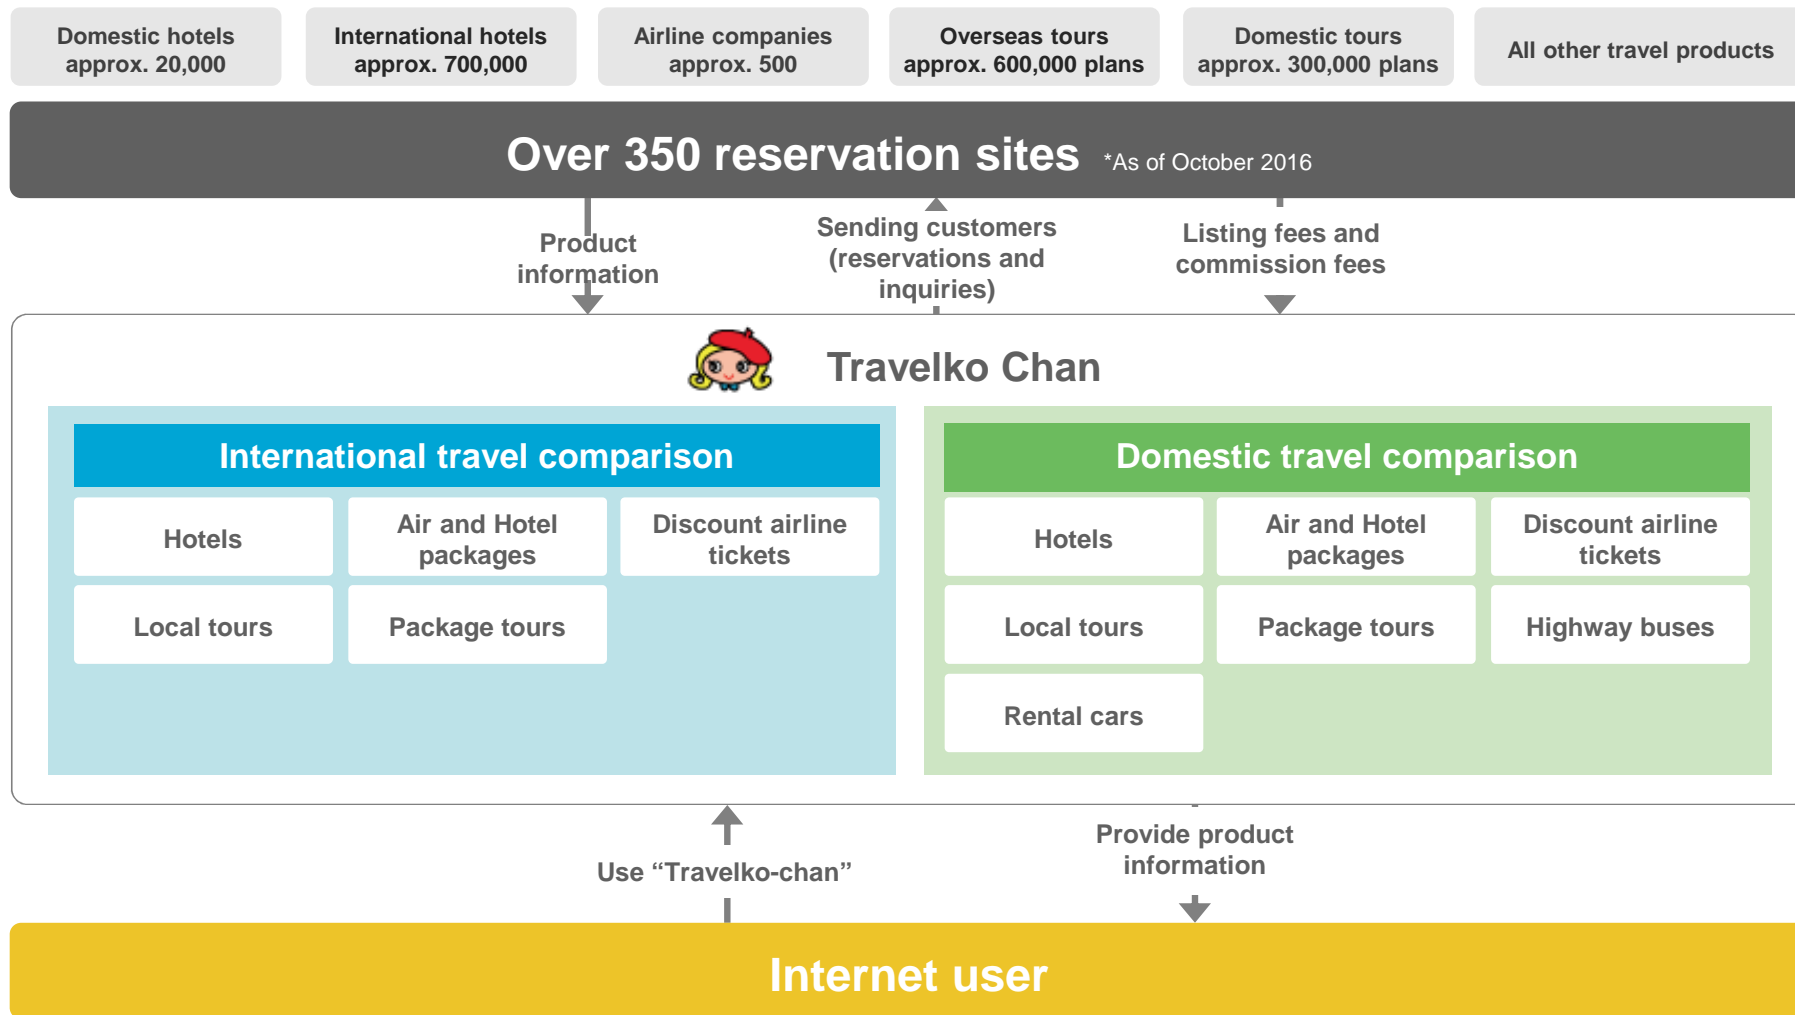 Domestic hotels
approx. 20,000
International hotels
approx. 700,000
Airline companies
approx. 500
Overseas tours
approx. 600,000 plans
Domestic tours
approx. 300,000 plans
All other travel products
Over 350 reservation sites *As of October 2016
Product
information
Sending customers
(reservations and
inquiries)
Listing fees and
commission fees
Travelko Chan
International travel comparison
Hotels
Air and Hotel
packages
Discount airline
tickets
Local tours
Package tours
Domestic travel comparison
Hotels
Air and Hotel
packages
Discount airline
tickets
Local tours
Package tours
Highway buses
Rental cars
Use “Travelko-chan”
Provide product
information
Internet user